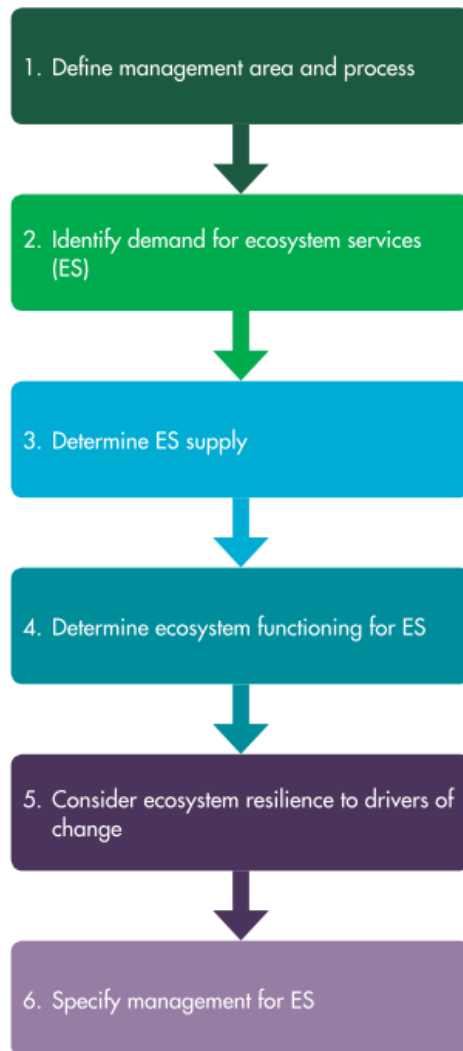 1. Define management area and process
2. Identify demand for ecosystem services
(ES)
3. Determine ES supply
4. Determine ecosystem functioning for ES
5. Consider ecosystem resilience to drivers of
change
6. Specify management for ES